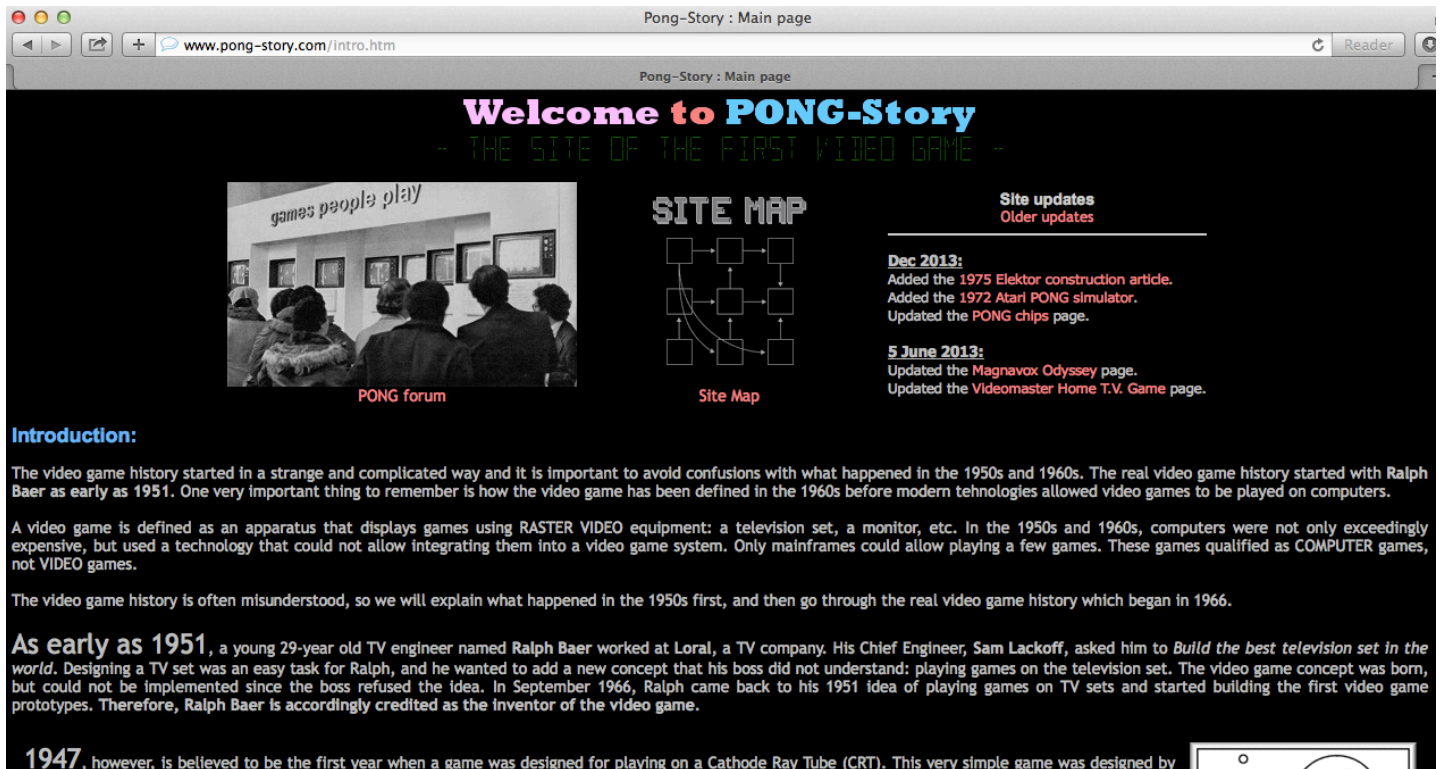 Pong-Story : Main page
www.pong-story.com/intro.htm
Reader
Pong-Story : Main page
Welcome to PONG-Story
- THE SITE OF THE FIRST VIDEO GAME -
games people play
PONG forum
SITE MAP
Site Map
Site updates
Older updates
Dec 2013:
Added the 1975 Elektor construction article.
Added the 1972 Atari PONG simulator.
Updated the PONG chips page.
5 June 2013:
Updated the Magnavox Odyssey page.
Updated the Videomaster Home T.V. Game page.
Introduction:
The video game history started in a strange and complicated way and it is important to avoid confusions with what happened in the 1950s and 1960s. The real video game history started with Ralph
Baer as early as 1951. One very important thing to remember is how the video game has been defined in the 1960s before modern tehnologies allowed video games to be played on computers.
A video game is defined as an apparatus that displays games using RASTER VIDEO equipment: a television set, a monitor, etc. In the 1950s and 1960s, computers were not only exceedingly
expensive, but used a technology that could not allow integrating them into a video game system. Only mainframes could allow playing a few games. These games qualified as COMPUTER games,
not VIDEO games.
The video game history is often misunderstood, so we will explain what happened in the 1950s first, and then go through the real video game history which began in 1966.
As early as 1951, a young 29-year old TV engineer named Ralph Baer worked at Loral, a TV company. His Chief Engineer, Sam Lackoff, asked him to Build the best television set in the
world. Designing a TV set was an easy task for Ralph, and he wanted to add a new concept that his boss did not understand: playing games on the television set. The video game concept was born,
but could not be implemented since the boss refused the idea. In September 1966, Ralph came back to his 1951 idea of playing games on TV sets and started building the first video game
prototypes. Therefore, Ralph Baer is accordingly credited as the inventor of the video game.
1947, however, is believed to be the first year when a game was designed for playing on a Cathode Ray Tube (CRT). This very simple game was designed by